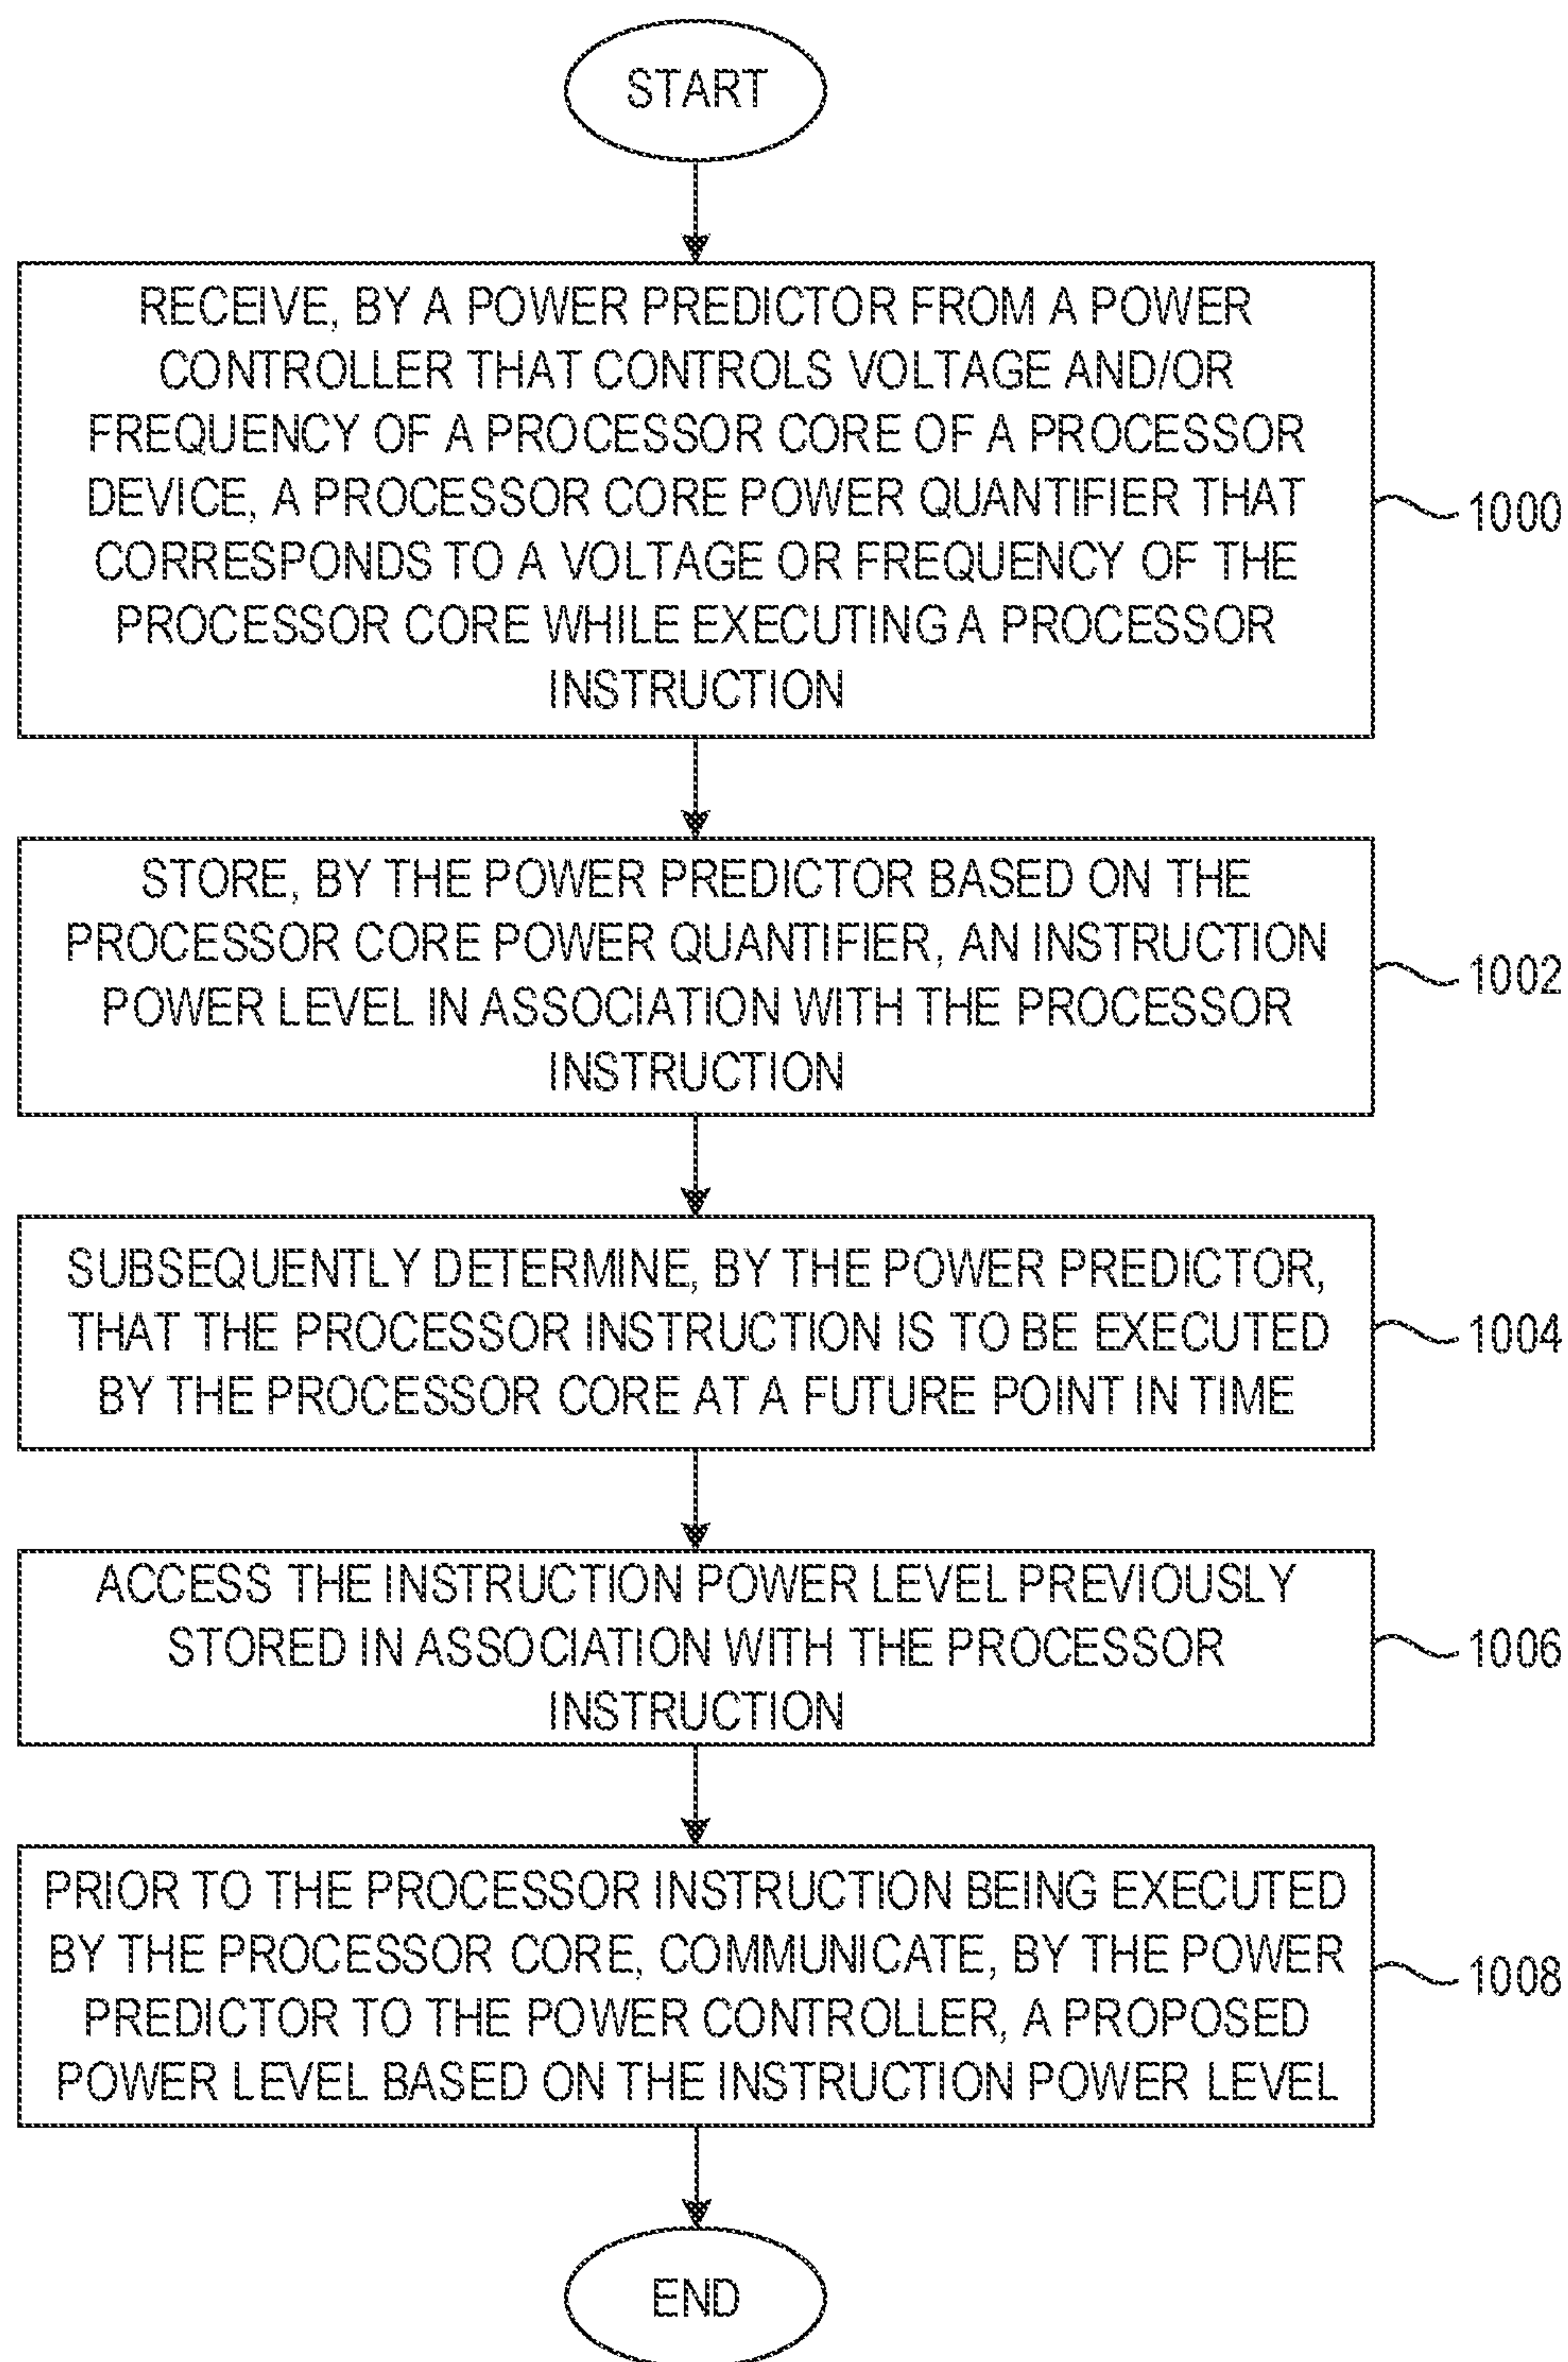 START
RECEIVE, BY A POWER PREDICTOR FROM A POWER
CONTROLLER THAT CONTROLS VOLTAGE AND/OR
FREQUENCY OF A PROCESSOR CORE OF A PROCESSOR
DEVICE, A PROCESSOR CORE POWER QUANTIFIER THAT
CORRESPONDS TO A VOLTAGE OR FREQUENCY OF THE
PROCESSOR CORE WHILE EXECUTING A PROCESSOR
INSTRUCTION
1000
STORE, BY THE POWER PREDICTOR BASED ON THE
PROCESSOR CORE POWER QUANTIFIER, AN INSTRUCTION
POWER LEVEL IN ASSOCIATION WITH THE PROCESSOR
INSTRUCTION
1002
SUBSEQUENTLY DETERMINE, BY THE POWER PREDICTOR,
THAT THE PROCESSOR INSTRUCTION IS TO BE EXECUTED
BY THE PROCESSOR CORE AT A FUTURE POINT IN TIME
1004
ACCESS THE INSTRUCTION POWER LEVEL PREVIOUSLY
STORED IN ASSOCIATION WITH THE PROCESSOR
INSTRUCTION
1006
PRIOR TO THE PROCESSOR INSTRUCTION BEING EXECUTED
BY THE PROCESSOR CORE, COMMUNICATE, BY THE POWER
PREDICTOR TO THE POWER CONTROLLER, A PROPOSED
POWER LEVEL BASED ON THE INSTRUCTION POWER LEVEL
1008
END